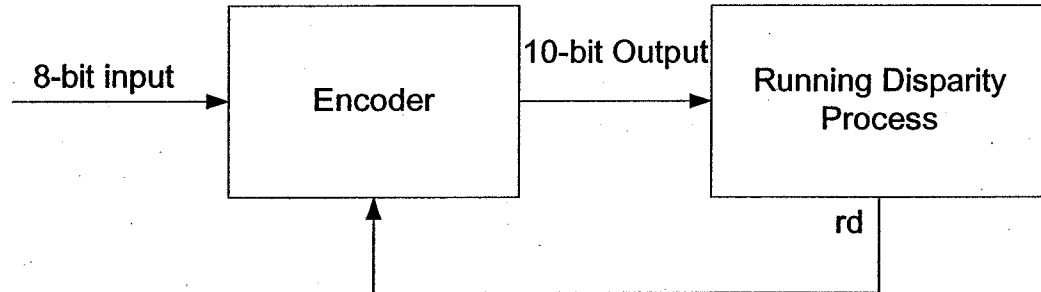 8-bit input
Encoder
10-bit Output
Running Disparity
Process
rd